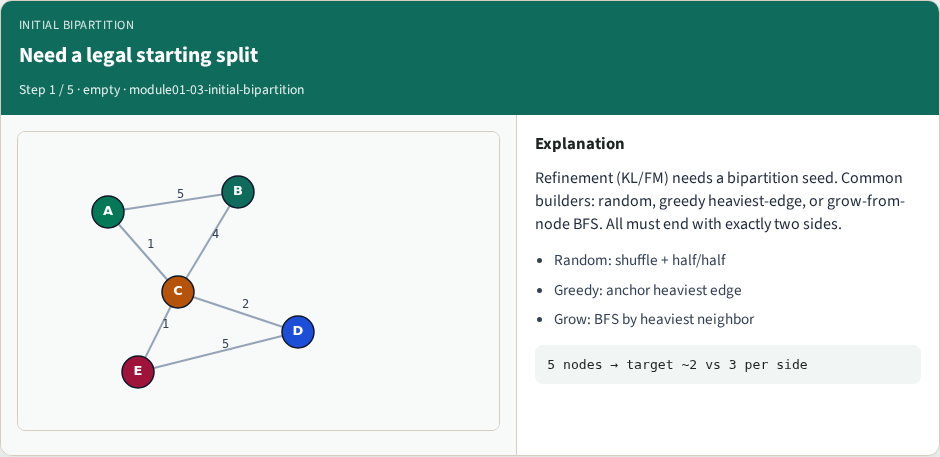 INITIAL BIPARTITION
Need a legal starting split
Step 1 / 5 · empty · module01-03-initial-bipartition
5
B
A
4
1
C
2
1
D
5
E
Explanation
Refinement (KL/FM) needs a bipartition seed. Common
builders: random, greedy heaviest-edge, or grow-from-
node BFS. All must end with exactly two sides.
• Random: shuffle + half/half
• Greedy: anchor heaviest edge
• Grow: BFS by heaviest neighbor
5 nodes → target ~2 vs 3 per side